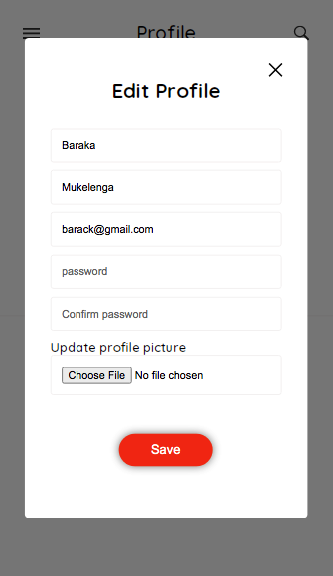 Profile
Edit Profile
Baraka
Mukelenga
barack@gmail.com
password
Confirm password
Update profile picture
Choose File No file chosen
Save